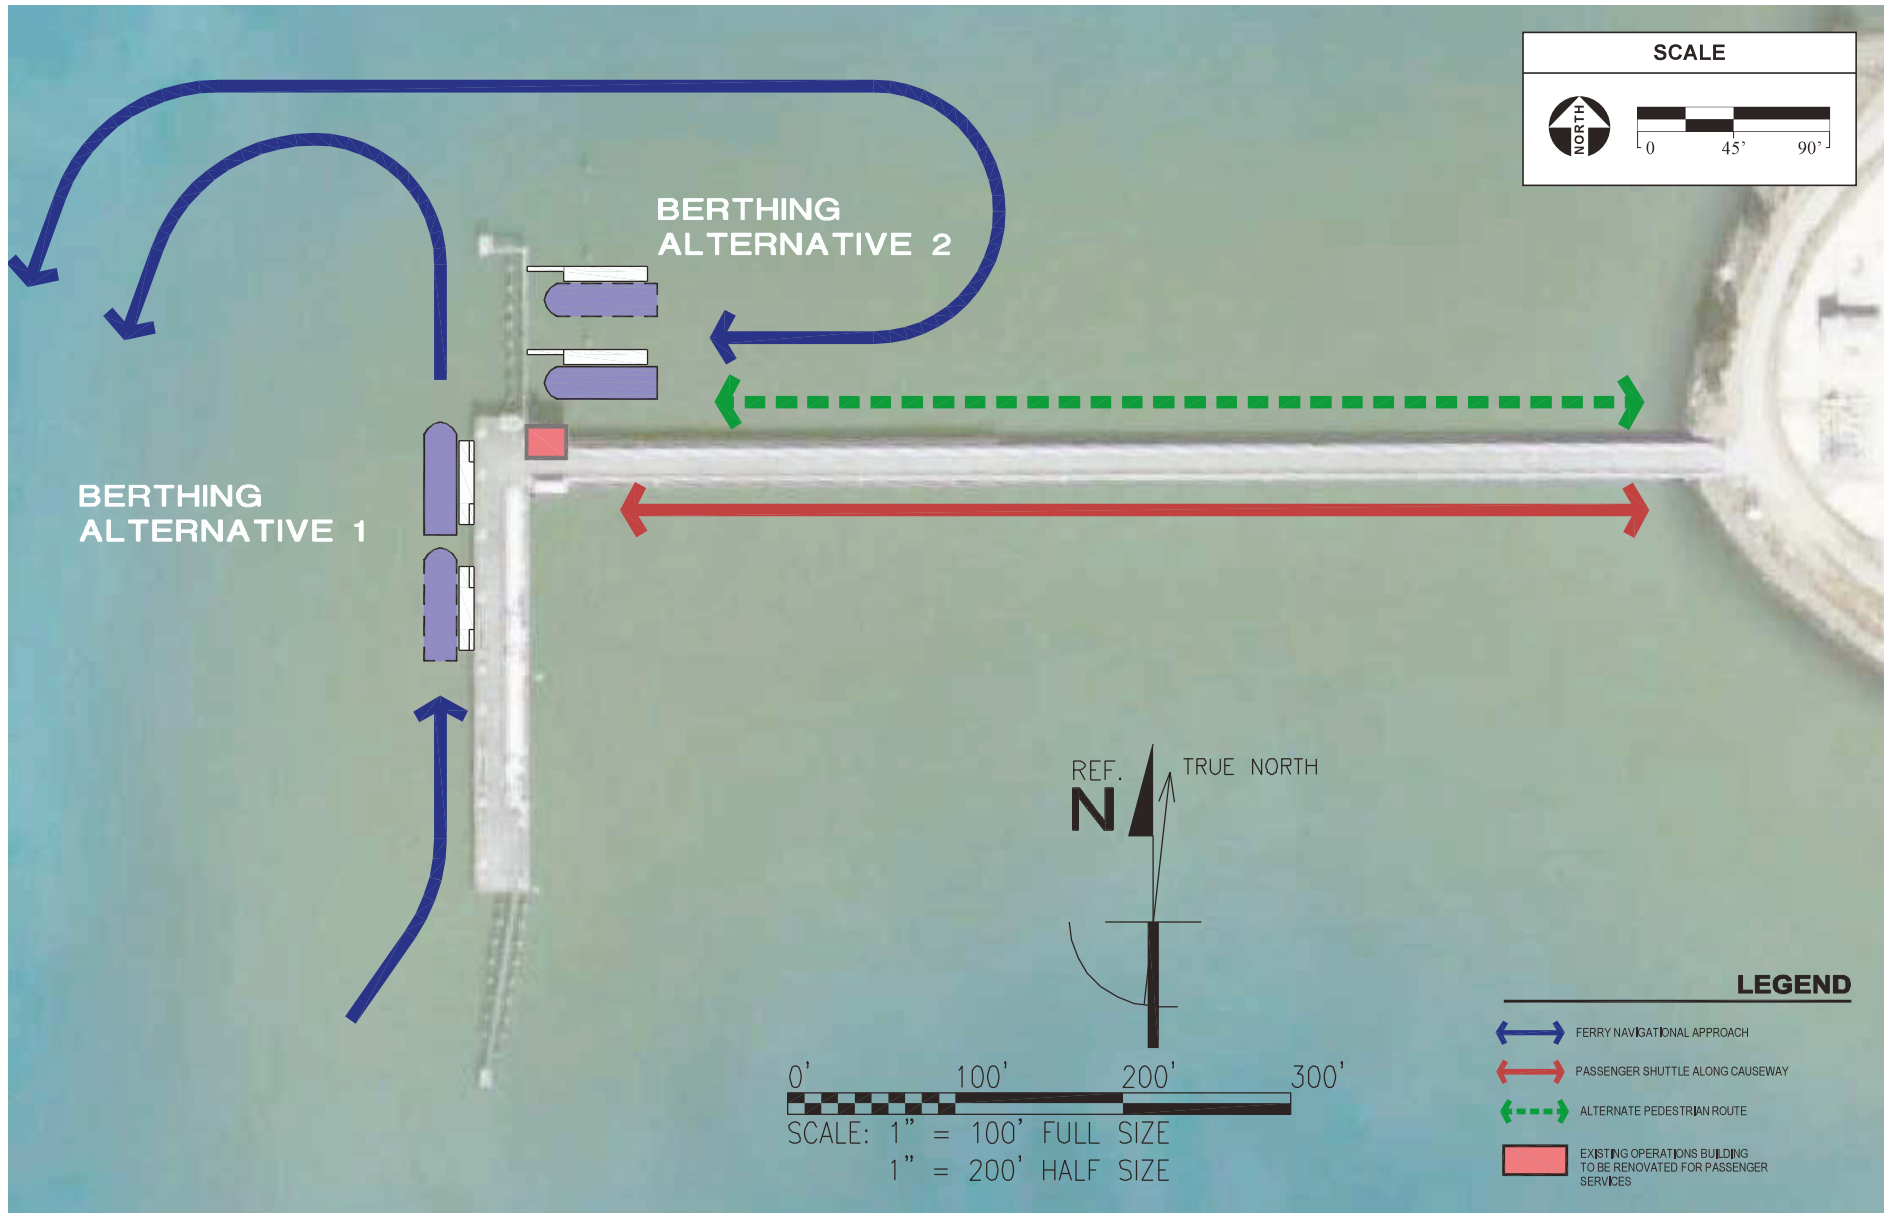 SCALE
NORTH
0 45' 90'
BERTHING
ALTERNATIVE 2
BERTHING
ALTERNATIVE 1
REF.
N
TRUE NORTH
0' 100' 200' 300'
SCALE: 1" = 100' FULL SIZE
1" = 200' HALF SIZE
LEGEND
FERRY NAVIGATIONAL APPROACH
PASSENGER SHUTTLE ALONG CAUSEWAY
ALTERNATE PEDESTRIAN ROUTE
EXISTING OPERATIONS BUILDING
TO BE RENOVATED FOR PASSENGER
SERVICES